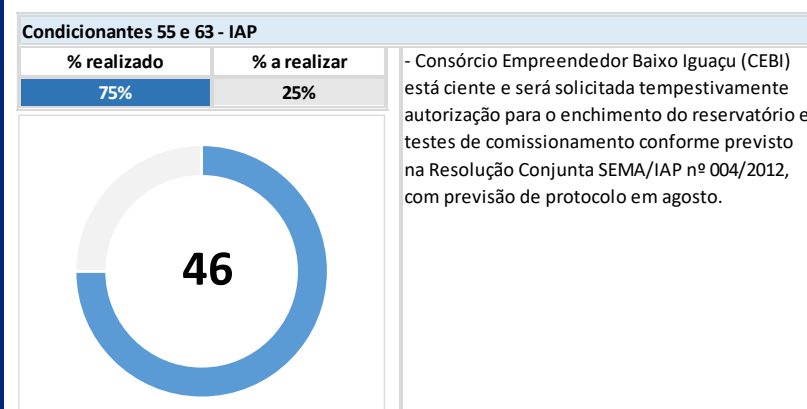 Condicionantes 55 e 63 - IAP
% realizado
% a realizar
75%
25%
46
- Consórcio Empreendedor Baixo Iguaçu (CEBI)
está ciente e será solicitada tempestivamente
autorização para o enchimento do reservatório e
testes de comissionamento conforme previsto
na Resolução Conjunta SEMA/IAP nº 004/2012,
com previsão de protocolo em agosto.